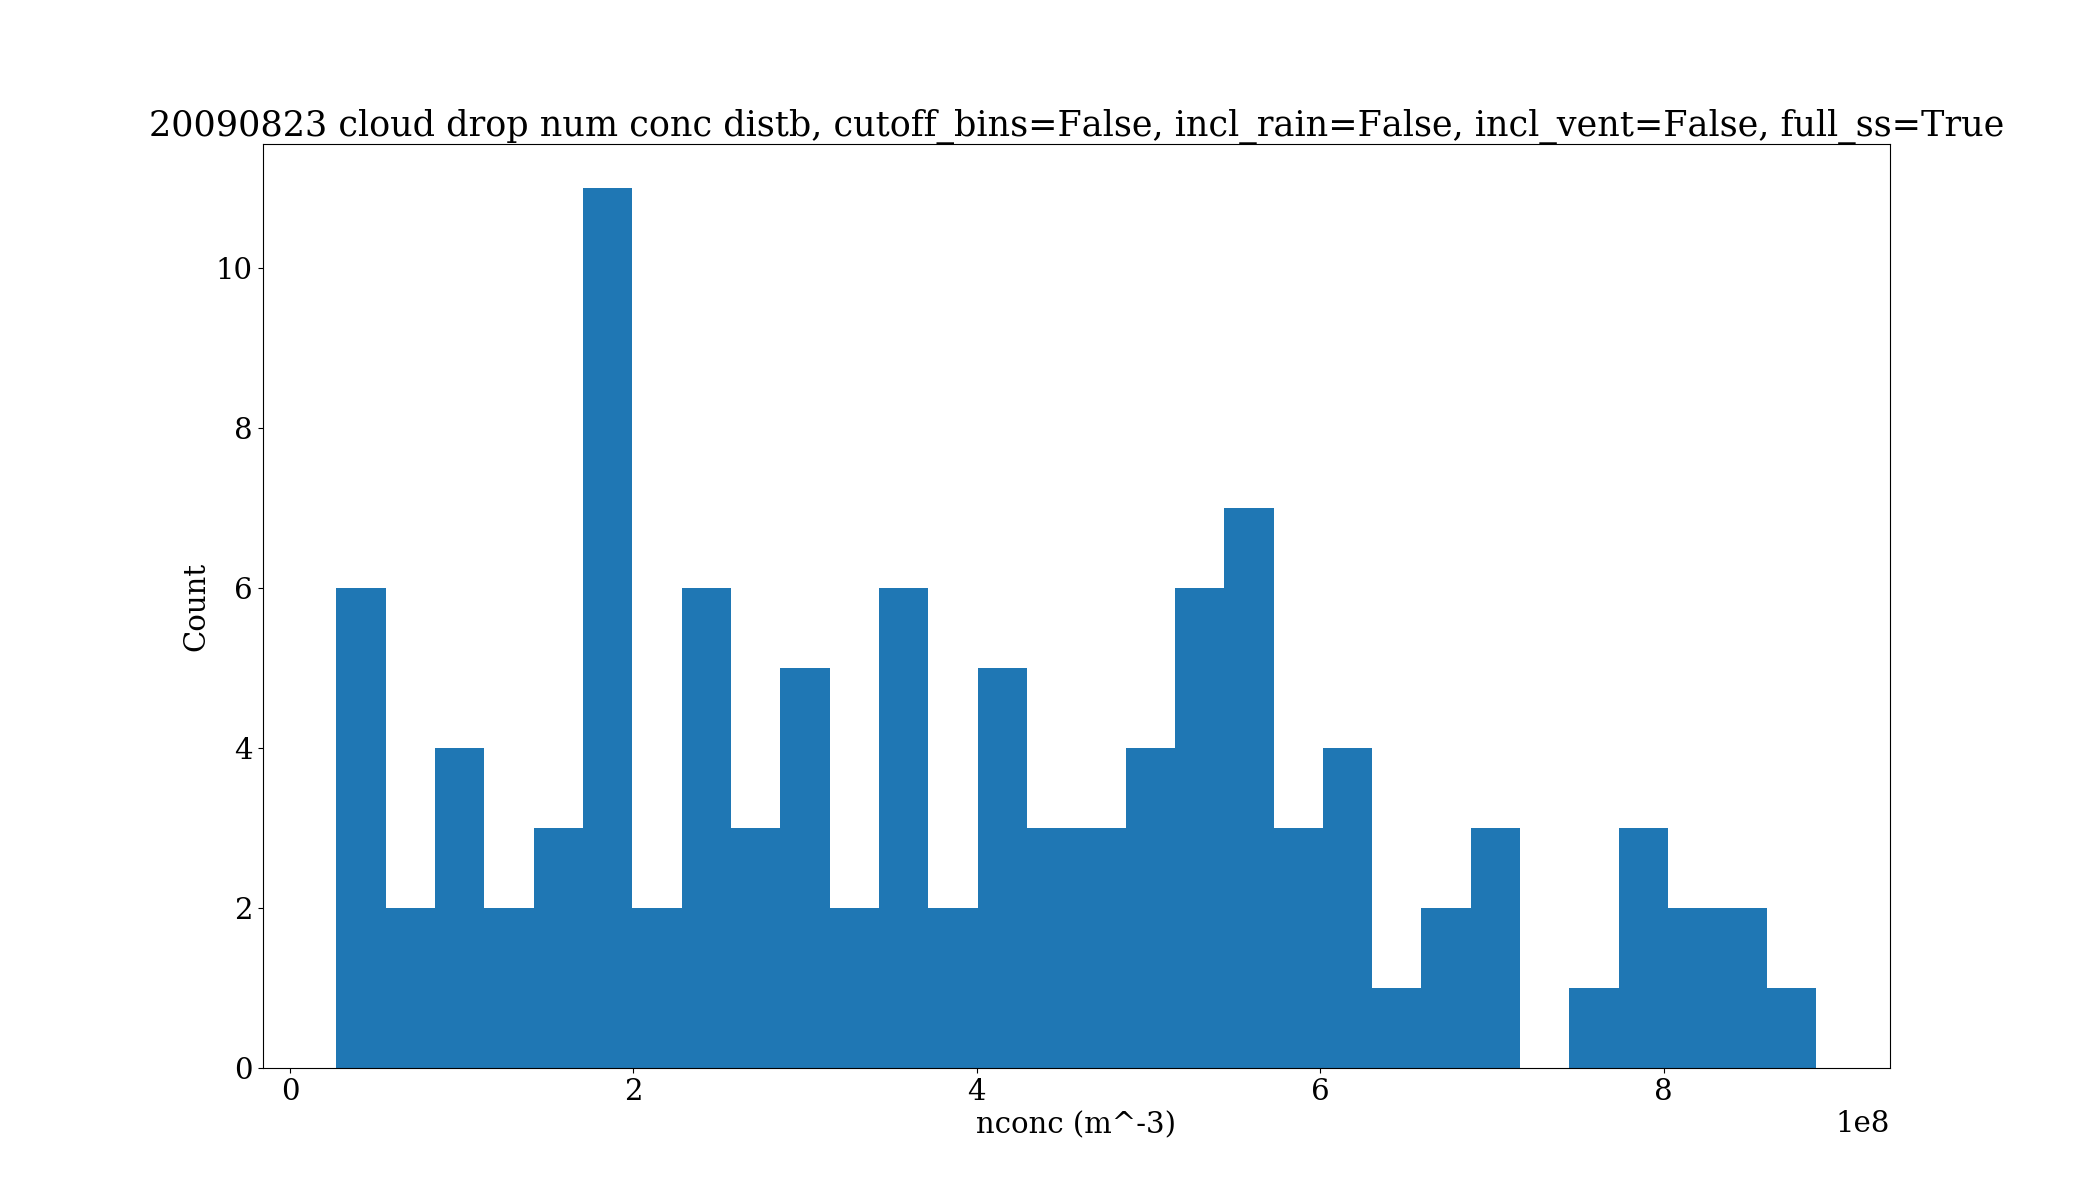 20090823 cloud drop num conc distb, cutoff_bins=False, incl_rain=False, incl_vent=False, full_ss=True
10
8
6
4
2
0
Count
0 2 4 6 8
nconc (m^-3)
1e8